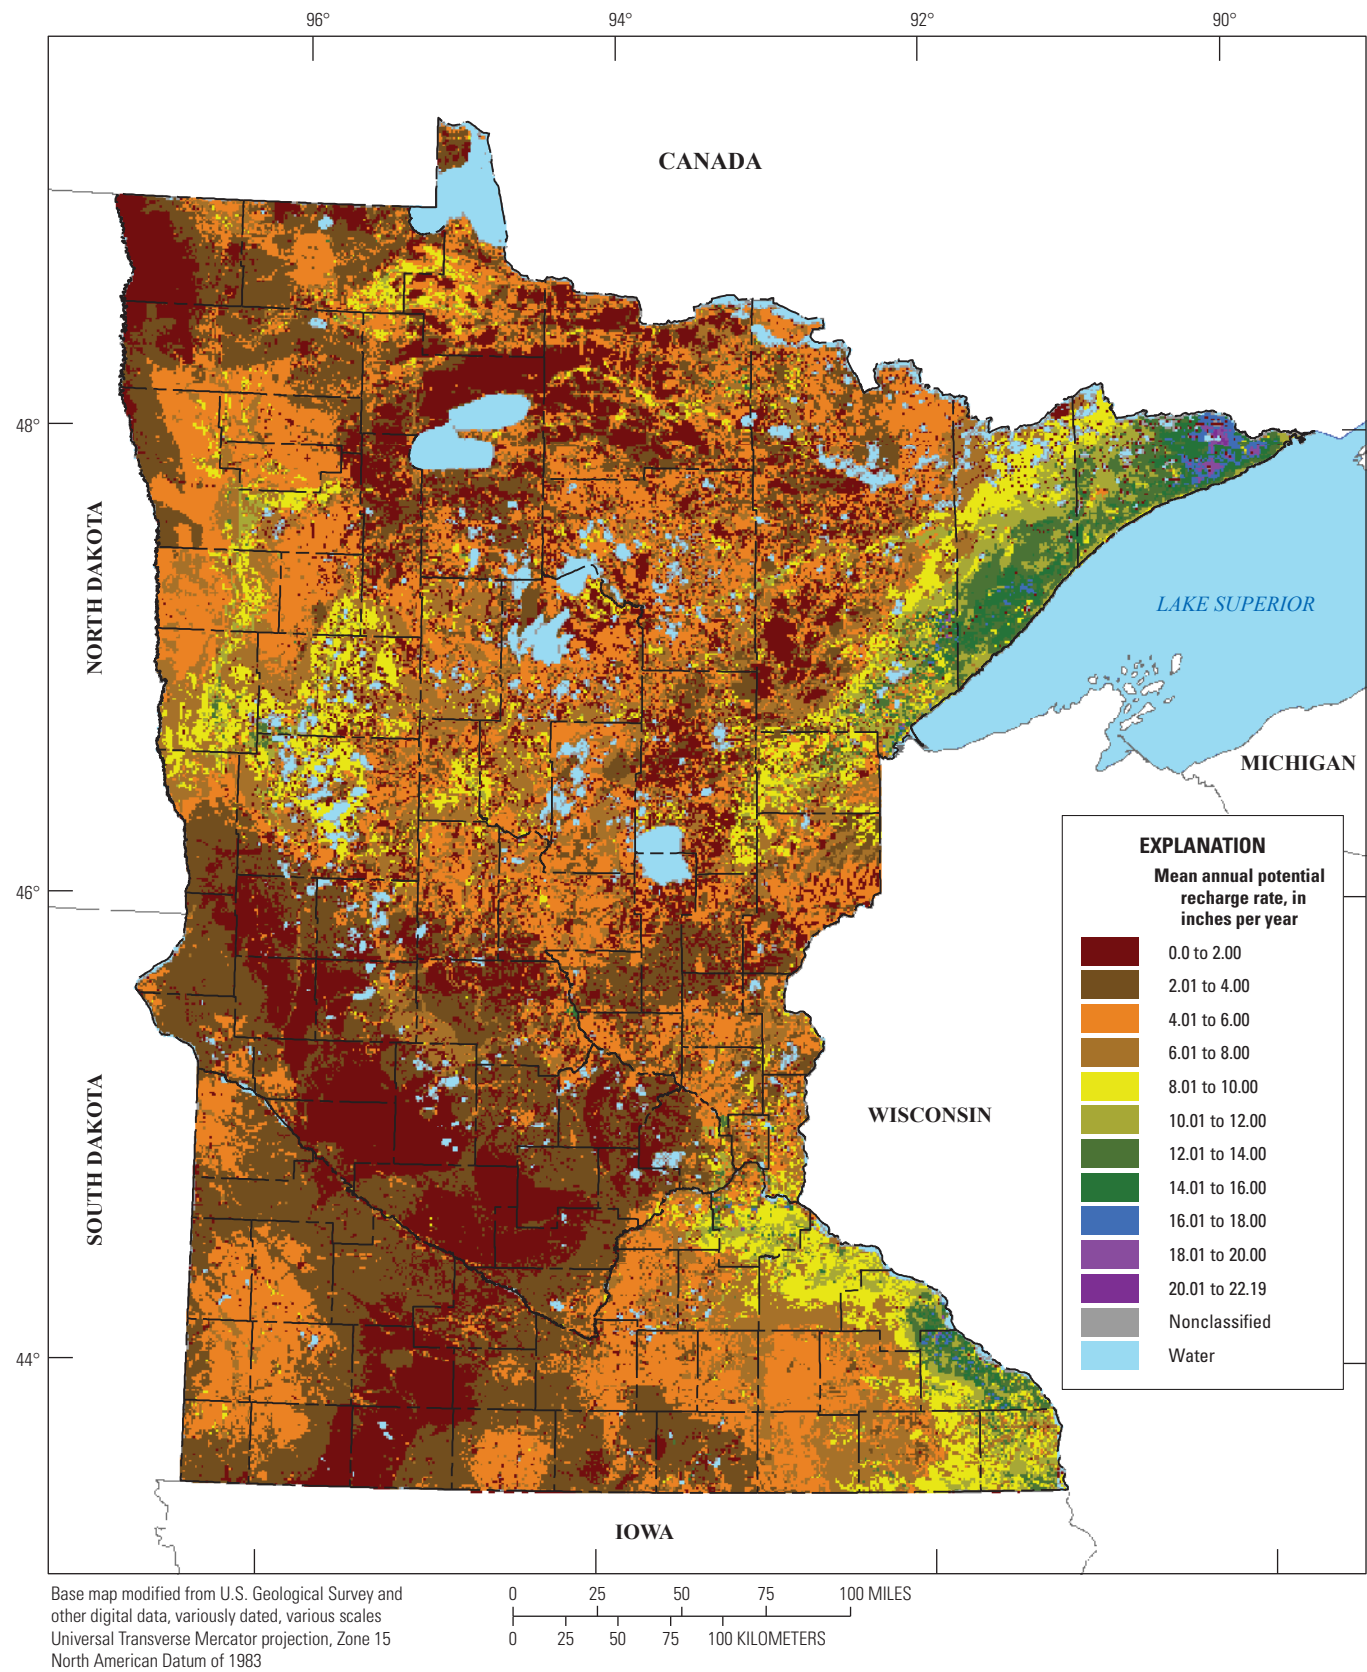 96°
94°
92°
90°
CANADA
48°
NORTH DAKOTA
LAKE SUPERIOR
MICHIGAN
EXPLANATION
Mean annual potential
recharge rate, in
inches per year
0.0 to 2.00
2.01 to 4.00
4.01 to 6.00
6.01 to 8.00
8.01 to 10.00
10.01 to 12.00
12.01 to 14.00
14.01 to 16.00
16.01 to 18.00
18.01 to 20.00
20.01 to 22.19
Nonclassified
Water
46°
WISCONSIN
SOUTH DAKOTA
44°
IOWA
Base map modified from U.S. Geological Survey and
other digital data, variously dated, various scales
Universal Transverse Mercator projection, Zone 15
North American Datum of 1983
0 25 50 75 100 MILES
0 25 50 75 100 KILOMETERS